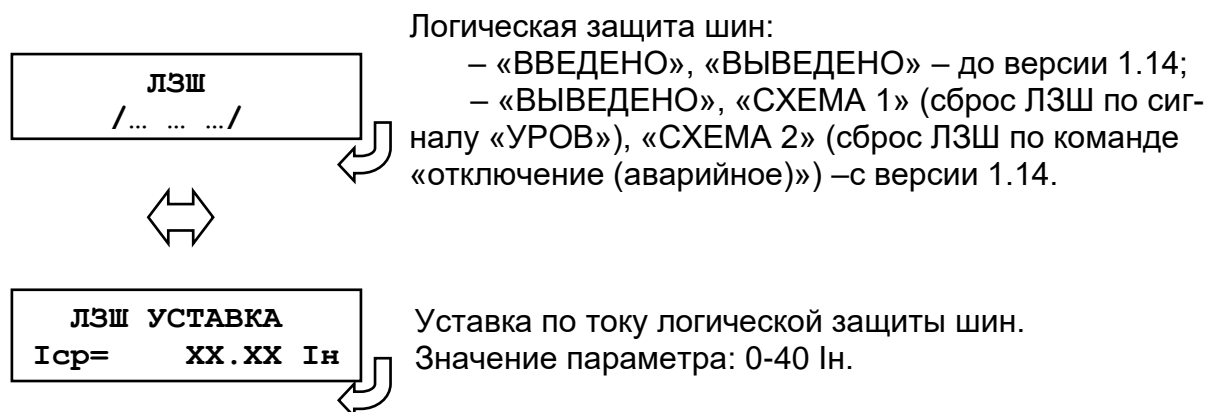 Логическая защита шин:
– «ВВЕДЕНО», «ВЫВЕДЕНО» – до версии 1.14;
– «ВЫВЕДЕНО», «СХЕМА 1» (сброс ЛЗШ по сиг-
налу «УРОВ»), «СХЕМА 2» (сброс ЛЗШ по команде
«отключение (аварийное)») –с версии 1.14.
ЛЗШ
/… … …/
ЛЗШ УСТАВКА
Iср= XX.XX Iн
Уставка по току логической защиты шин.
Значение параметра: 0-40 Iн.